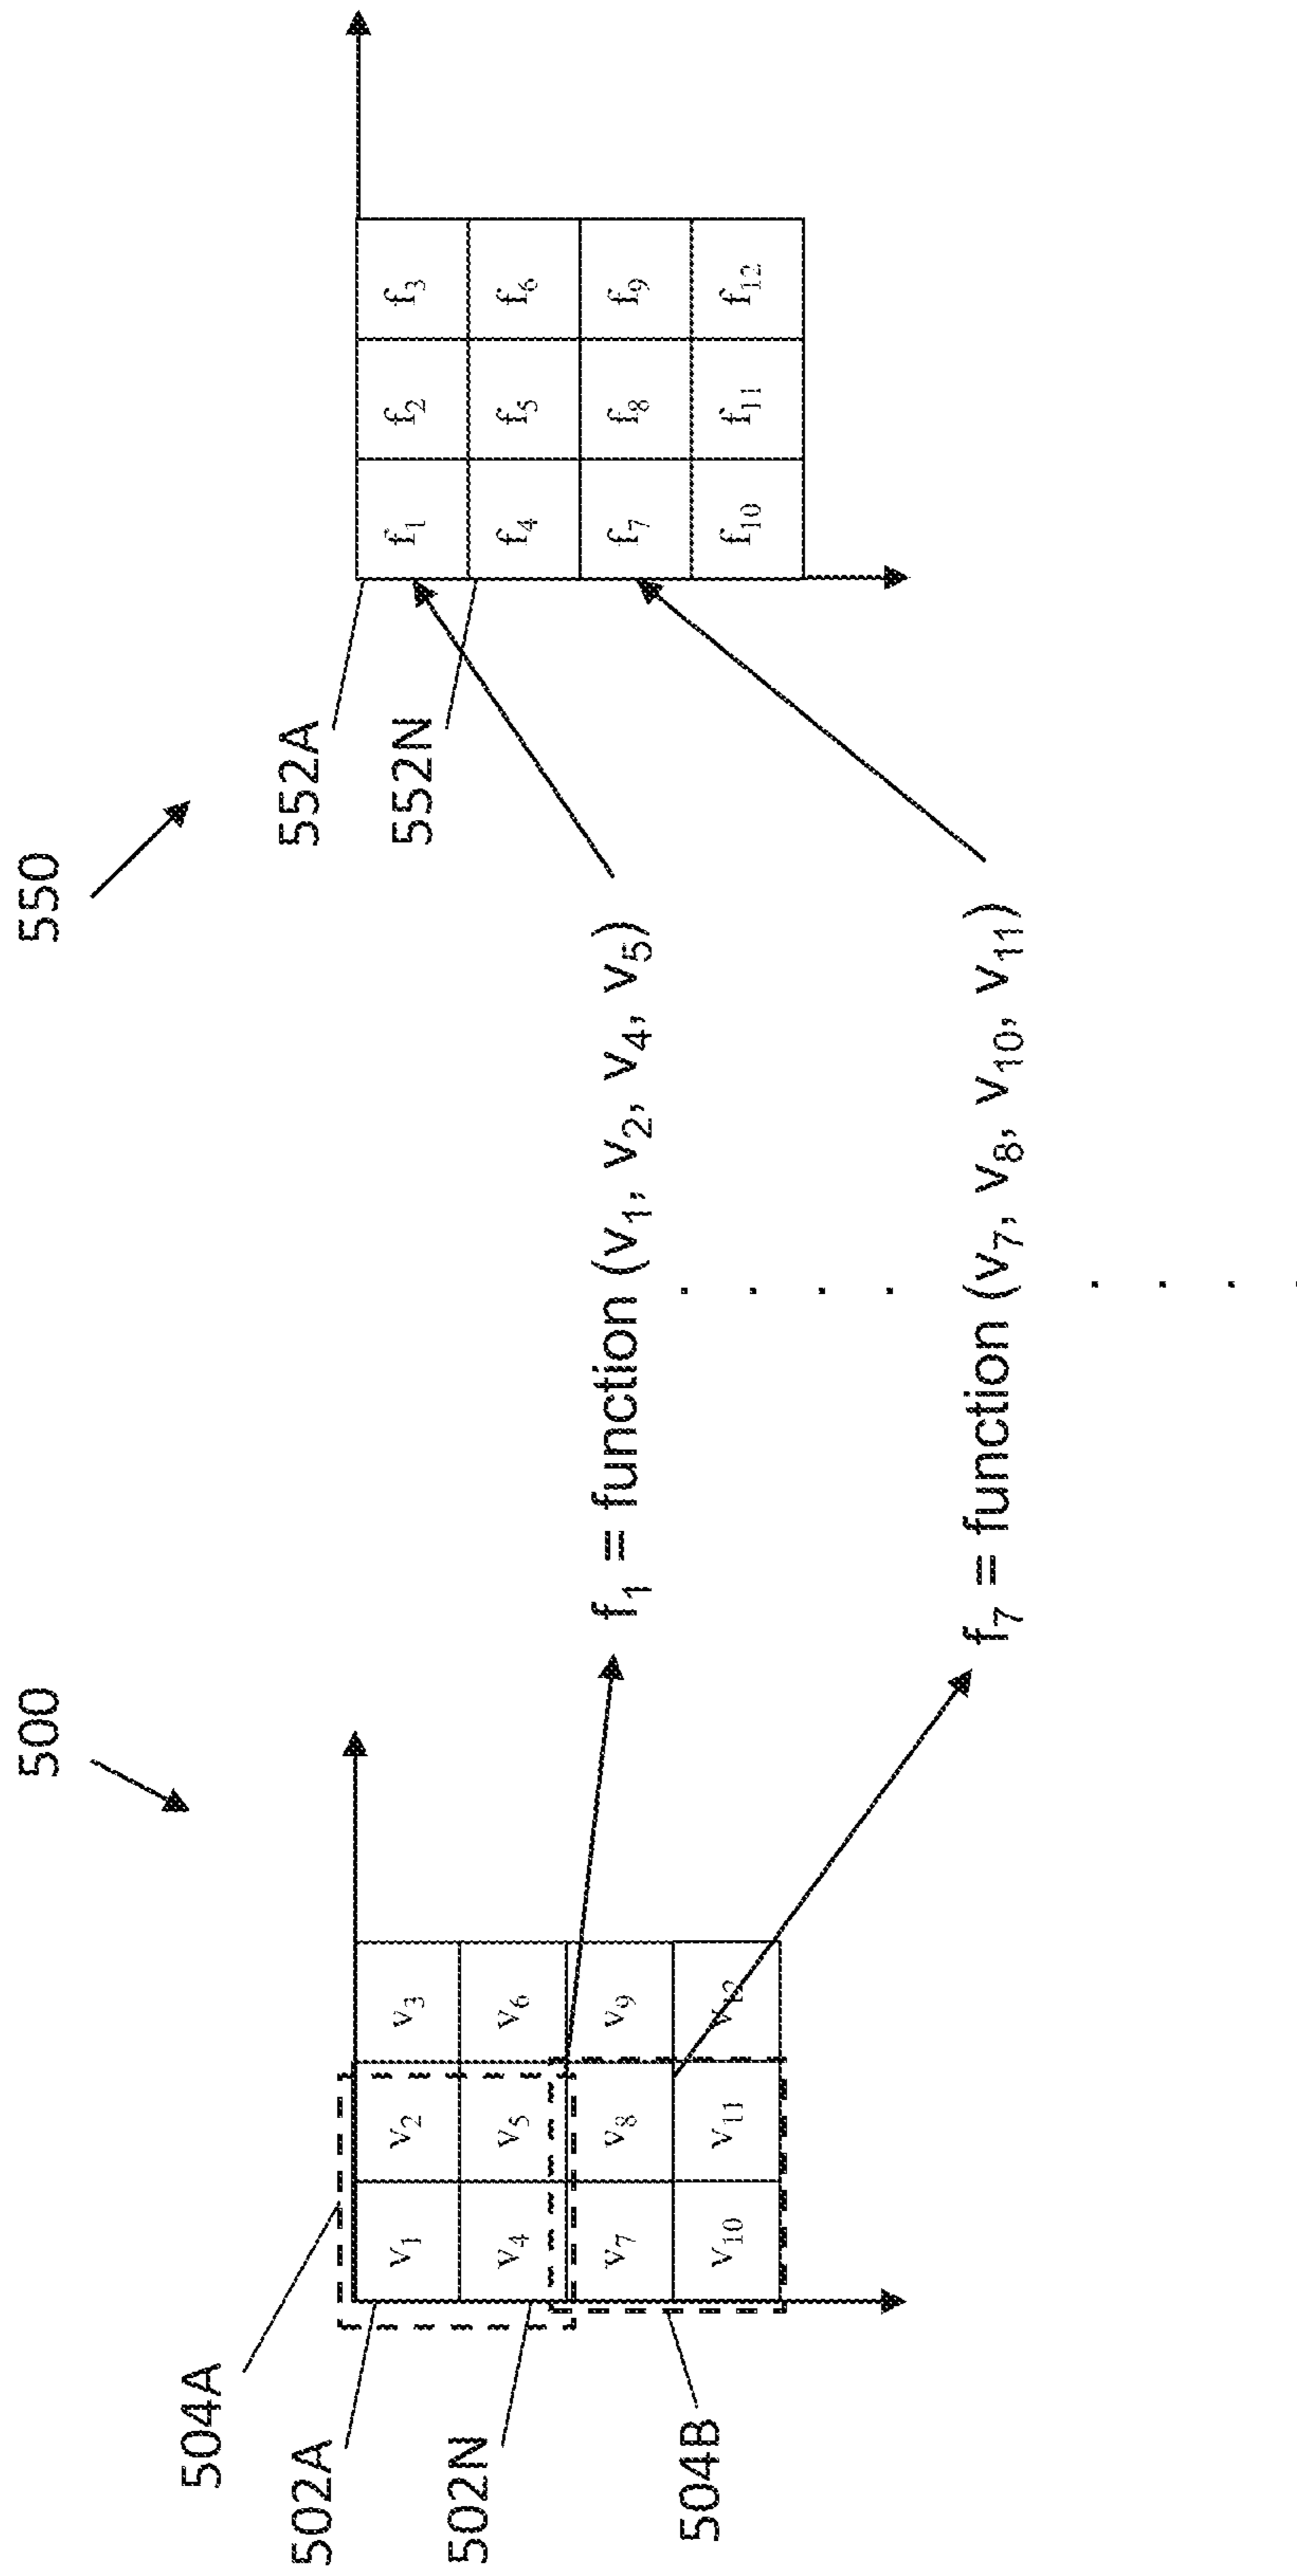 500
550
504A
502A
502N
504B
v₁ v₂ v₃
v₄ v₅ v₆
v₇ v₈ v₉
v₁₀ v₁₁ v₁₂
f₁ = function (v₁, v₂, v₄, v₅)
f₇ = function (v₇, v₈, v₁₀, v₁₁)
552A
552N
f₁ f₂ f₃
f₄ f₅ f₆
f₇ f₈ f₉
f₁₀ f₁₁ f₁₂